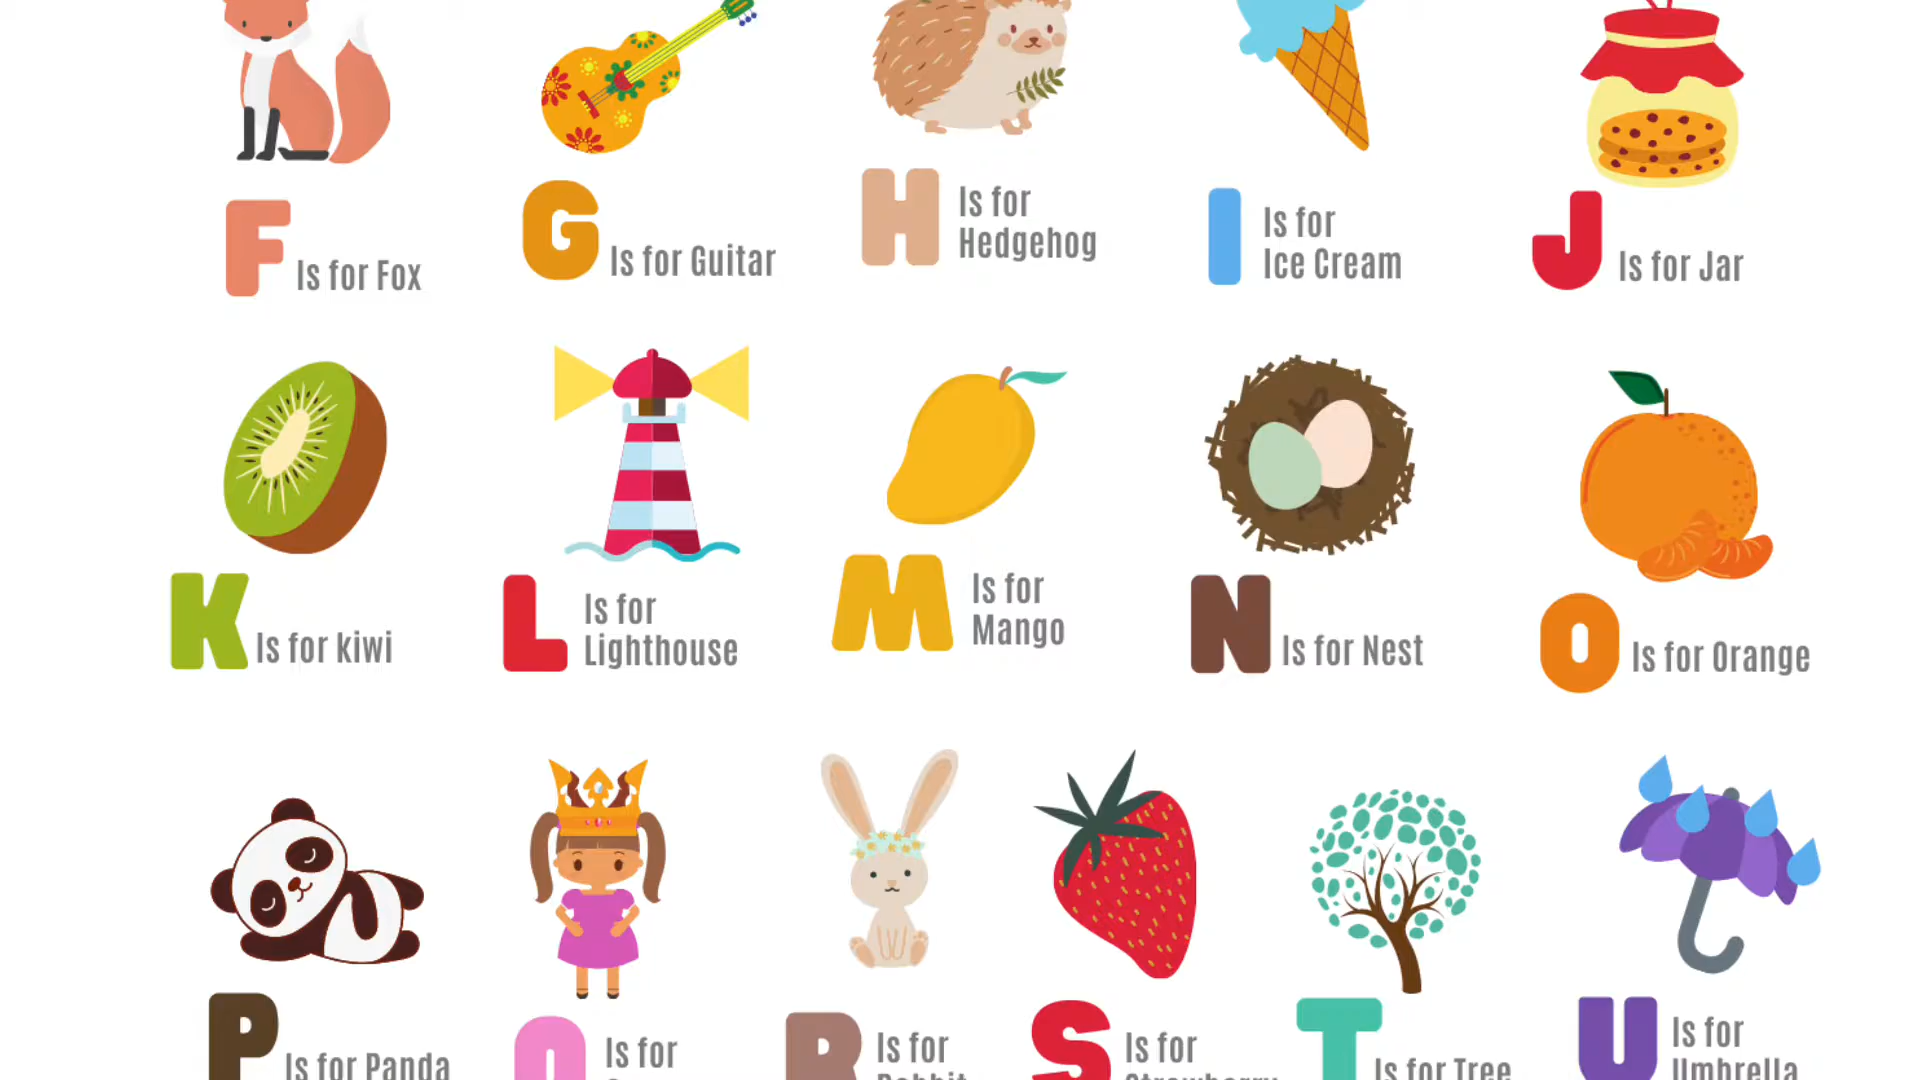 F Is for Fox
G Is for Guitar
H Is for
Hedgehog
I Is for
Ice Cream
J Is for Jar
K Is for kiwi
L Is for
Lighthouse
M Is for
Mango
N Is for Nest
O Is for Orange
P Is for Panda
Is for
R Is for
Rabbit
S Is for
Strawberry
T Is for Tree
U Is for
Umbrella